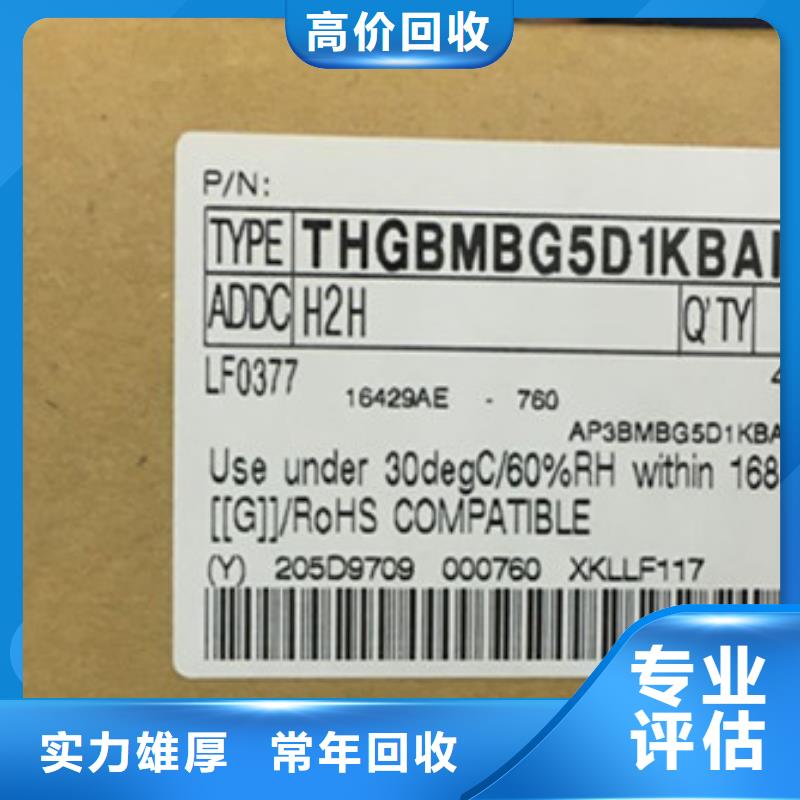 高价回收
P/N:
TYPE THGBMBG5D1KBA
ADDC H2H Q'TY
LF0377
16429AE - 760
AP3BMBG5D1KBA
Use under 30degC/60%RH within 168
[[G]]/RoHS COMPATIBLE
(Y) 205D9709 000760 XKLLF117
专业
评估
实力雄厚 常年回收